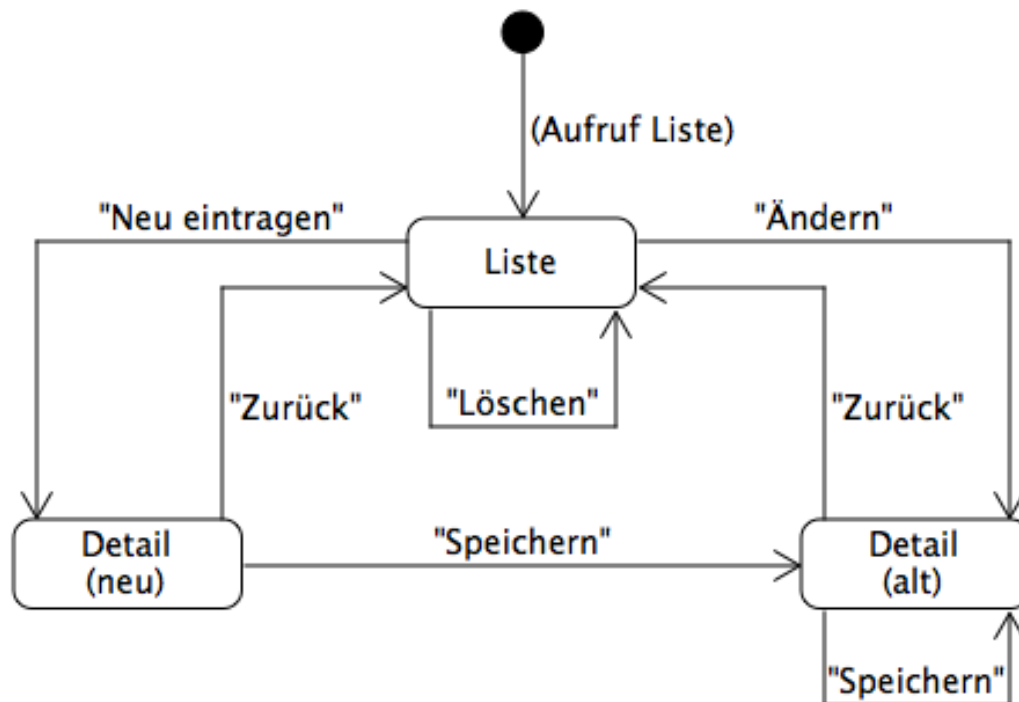 (Aufruf Liste)
"Neu eintragen"
"Ändern"
Liste
"Zurück"
"Löschen"
"Zurück"
Detail
(neu)
"Speichern"
Detail
(alt)
"Speichern"